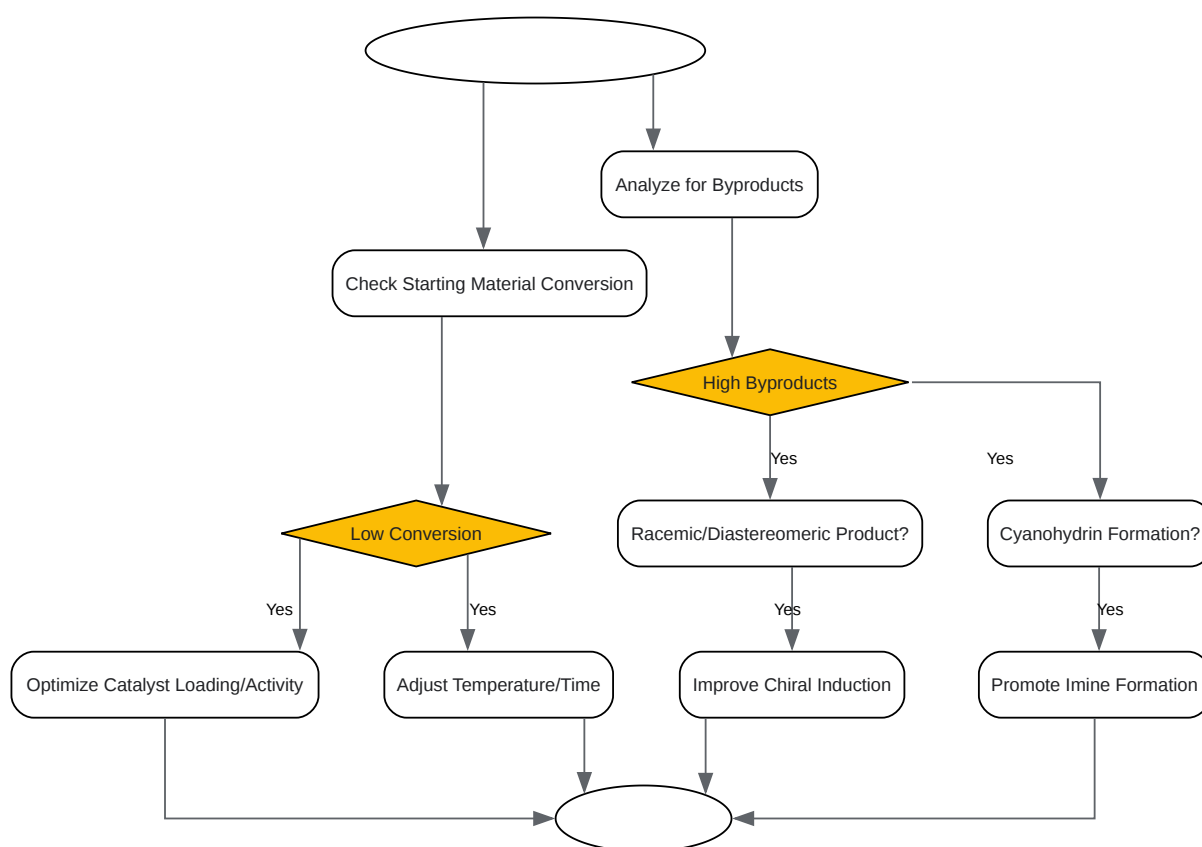 Analyze for Byproducts
Check Starting Material Conversion
High Byproducts
Yes
Yes
Low Conversion
Racemic/Diastereomeric Product?
Cyanohydrin Formation?
Yes
Yes
Yes
Yes
Optimize Catalyst Loading/Activity
Adjust Temperature/Time
Improve Chiral Induction
Promote Imine Formation